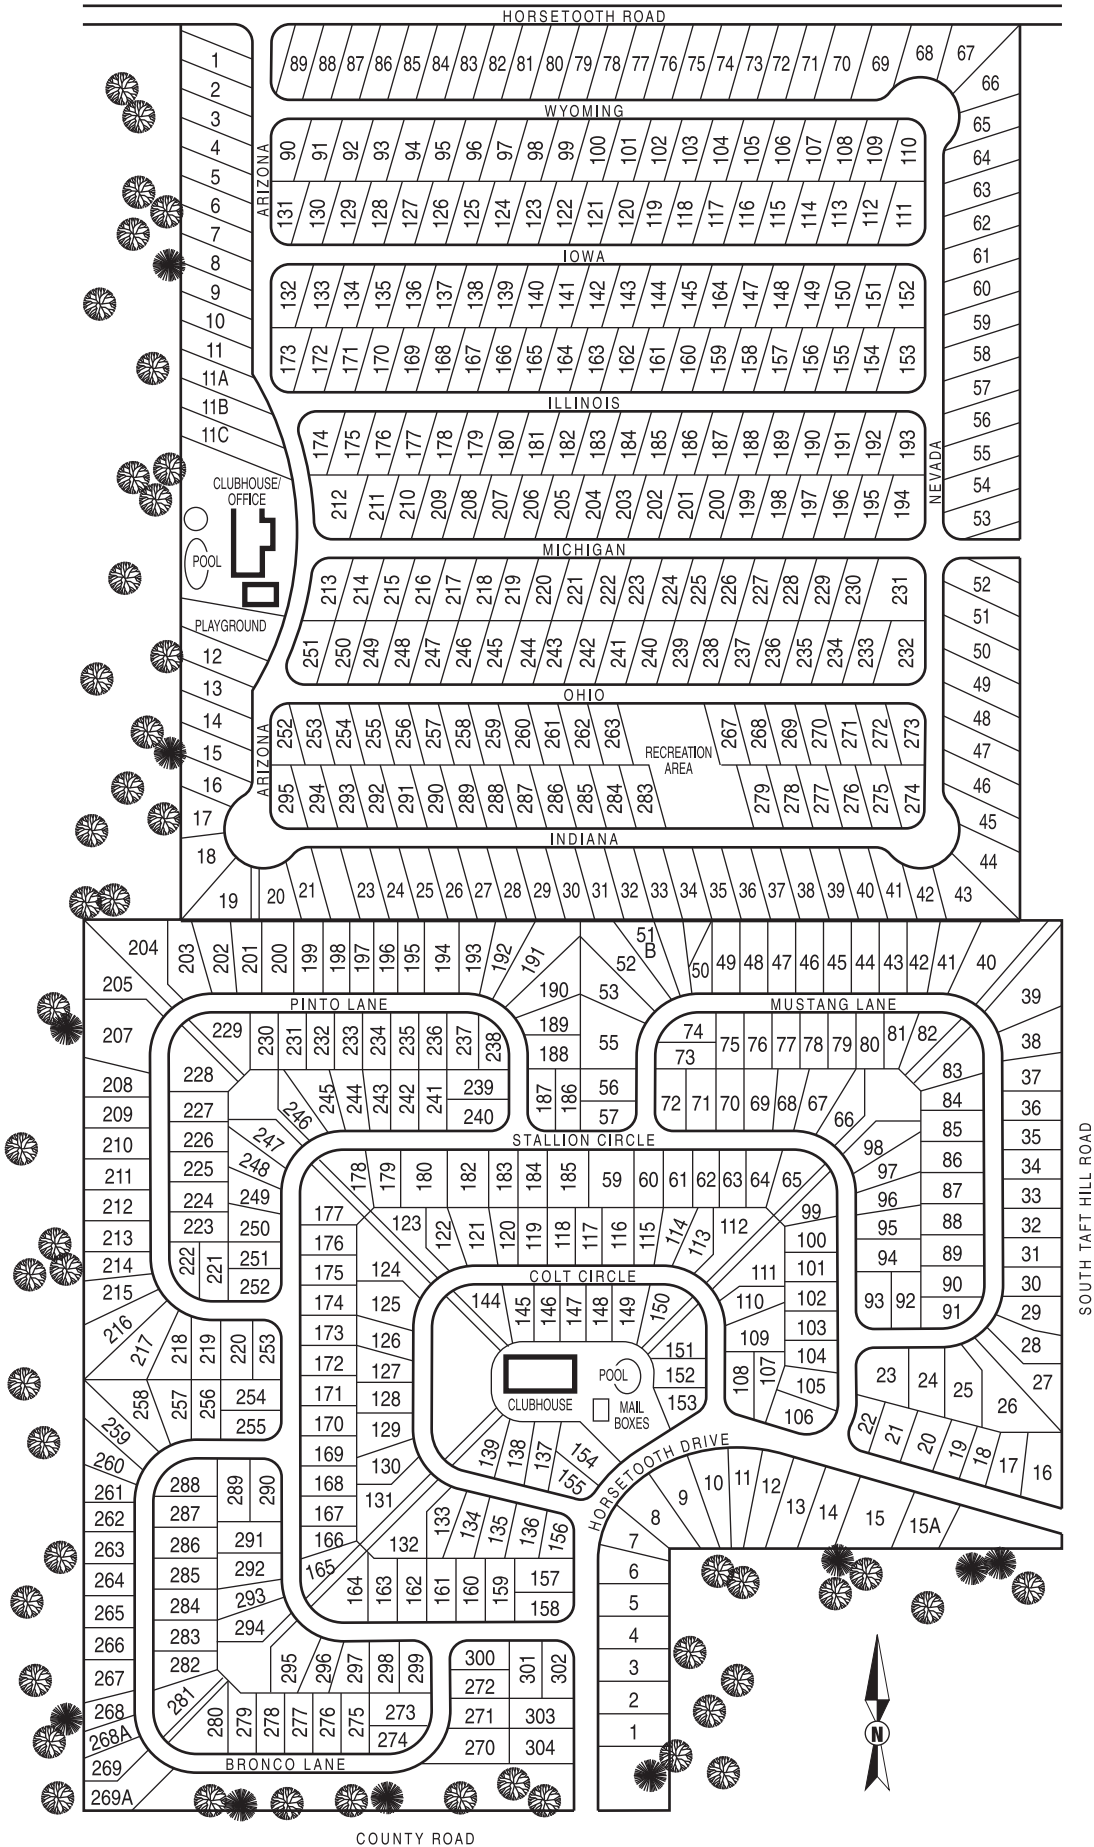 HORSETOOTH ROAD
89 88 87 86 85 84 83 82 81 80 79 78 77 76 75 74 73 72 71 70 69 68 67
1
2
3
4
5
6
7
8
9
10
11
11A
11B
11C
66
65
64
63
62
61
60
59
58
57
56
55
54
53
WYOMING
ARIZONA
90 91 92 93 94 95 96 97 98 99 100 101 102 103 104 105 106 107 108 109 110
131 130 129 128 127 126 125 124 123 122 121 120 119 118 117 116 115 114 113 112 111
IOWA
132 133 134 135 136 137 138 139 140 141 142 143 144 145 164 147 148 149 150 151 152
173 172 171 170 169 168 167 166 165 164 163 162 161 160 159 158 157 156 155 154 153
ILLINOIS
174 175 176 177 178 179 180 181 182 183 184 185 186 187 188 189 190 191 192 193
212 211 210 209 208 207 206 205 204 203 202 201 200 199 198 197 196 195 194
NEVADA
CLUBHOUSE/
OFFICE
POOL
MICHIGAN
213 214 215 216 217 218 219 220 221 222 223 224 225 226 227 228 229 230 231
251 250 249 248 247 246 245 244 243 242 241 240 239 238 237 236 235 234 233 232
PLAYGROUND
12
13
14
15
16
17
18
19
52
51
50
49
48
47
46
45
44
OHIO
ARIZONA
252 253 254 255 256 257 258 259 260 261 262 263 267 268 269 270 271 272 273
RECREATION
AREA
295 294 293 292 291 290 289 288 287 286 285 284 283 279 278 277 276 275 274
INDIANA
20 21 23 24 25 26 27 28 29 30 31 32 33 34 35 36 37 38 39 40 41 42 43
204 203 202 201 200 199 198 197 196 195 194 193 192 191
51
B
52 50 49 48 47 46 45 44 43 42 41 40
205
207
208
209
210
211
212
213
214
215
216
217 218 219 220 253
190
189
188
187 186
53
55
56
57
39
38
37
36
35
34
33
32
31
30
29
28
27
26
PINTO LANE
MUSTANG LANE
229 230 231 232 233 234 235 236 237 238
228
227
226
225
224
223
222 221
245 244 243 242 241 239
240
246
247
248
249
250
251
252
74
73
75 76 77 78 79 80 81 82
72 71 70 69 68 67 66
83
84
85
86
87
88
89
90
91
98
97
96
95
94
93 92
STALLION CIRCLE
SOUTH TAFT HILL ROAD
178 179 180 182 183 184 185 59 60 61 62 63 64 65
177
176
175
174
173
172
171
170
169
168
167
166
165
123 122 121 120 119 118 117 116 115 114 113 112
124
125
126
127
128
129
130
131
132
99
100
101
102
103
104
105
106
111
110
109
108 107
COLT CIRCLE
144 145 146 147 148 149 150
151
152
153
CLUBHOUSE
POOL
MAIL
BOXES
139 138 137 154
155
133 134 135 136 156
164 163 162 161 160 159 157
158
23 24 25
22 21 20 19 18 17 16
HORSETOOTH DRIVE
8 9 10 11 12 13 14 15 15A
7
6
5
4
3
2
1
258 257 256 254
255
259
260
261
262
263
264
265
266
267
268
268A
269
269A
288
287
286
285
284
283
282
281
289 290
291
292
293
294
295 296 297 298 299
280 279 278 277 276 275 273
274
300
272
271
270
301 302
303
304
BRONCO LANE
N
COUNTY ROAD